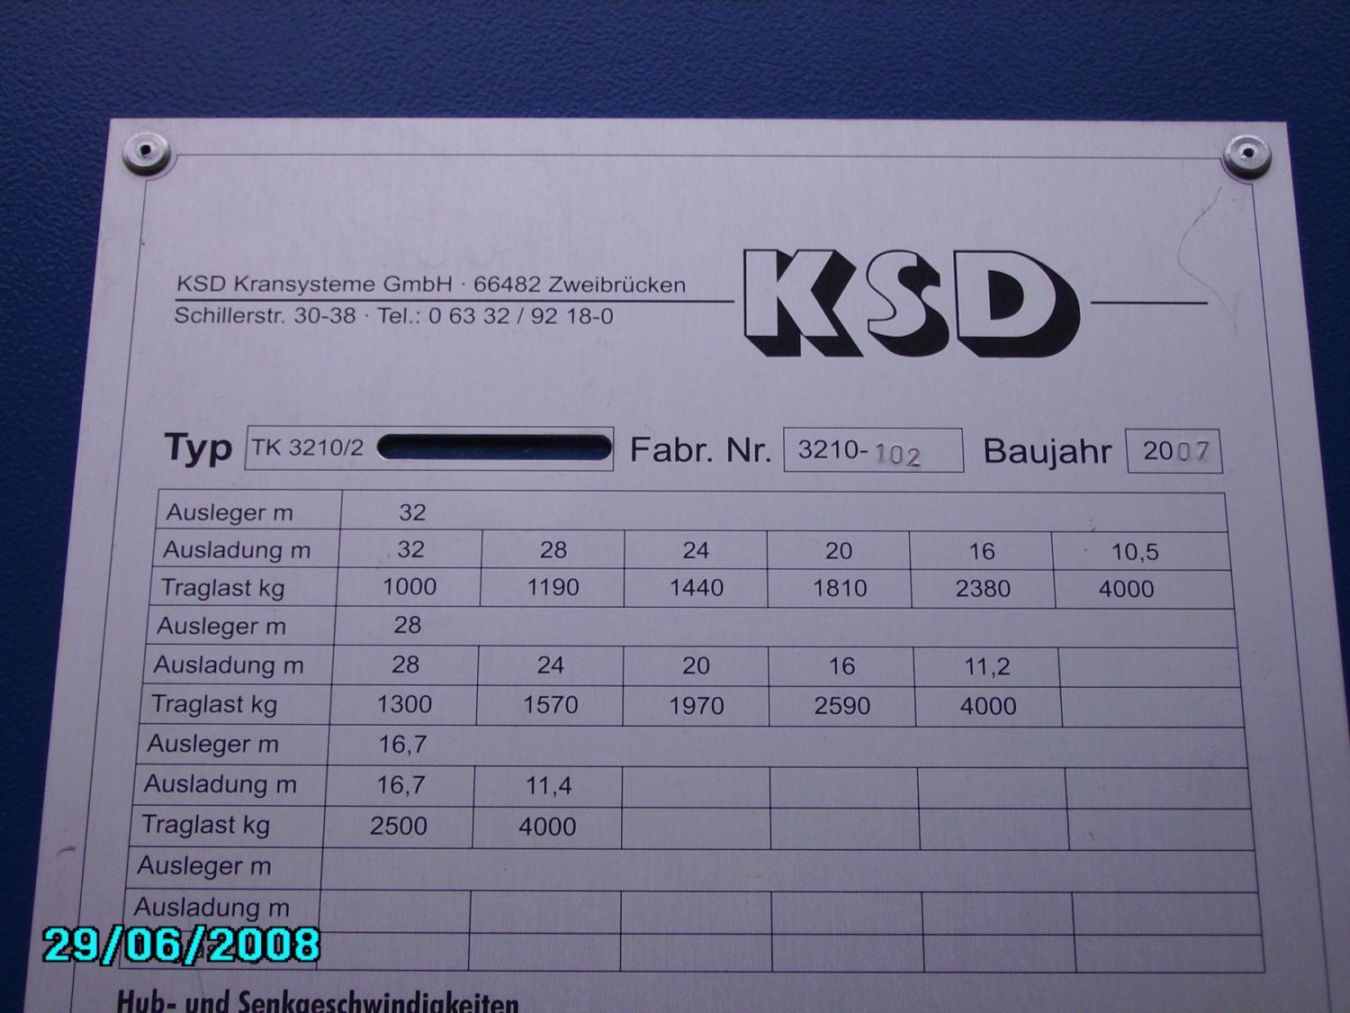 KSD Kransysteme GmbH · 66482 Zweibrücken
Schillerstr. 30-38 · Tel.: 0 63 32 / 92 18-0
KSD
Typ TK 3210/2 Fabr. Nr. 3210-102 Baujahr 2007
Ausleger m 32
Ausladung m 32 28 24 20 16 10,5
Traglast kg 1000 1190 1440 1810 2380 4000
Ausleger m 28
Ausladung m 28 24 20 16 11,2
Traglast kg 1300 1570 1970 2590 4000
Ausleger m 16,7
Ausladung m 16,7 11,4
Traglast kg 2500 4000
Ausleger m
Ausladung m
29/06/2008
Hub- und Senkgeschwindigkeiten